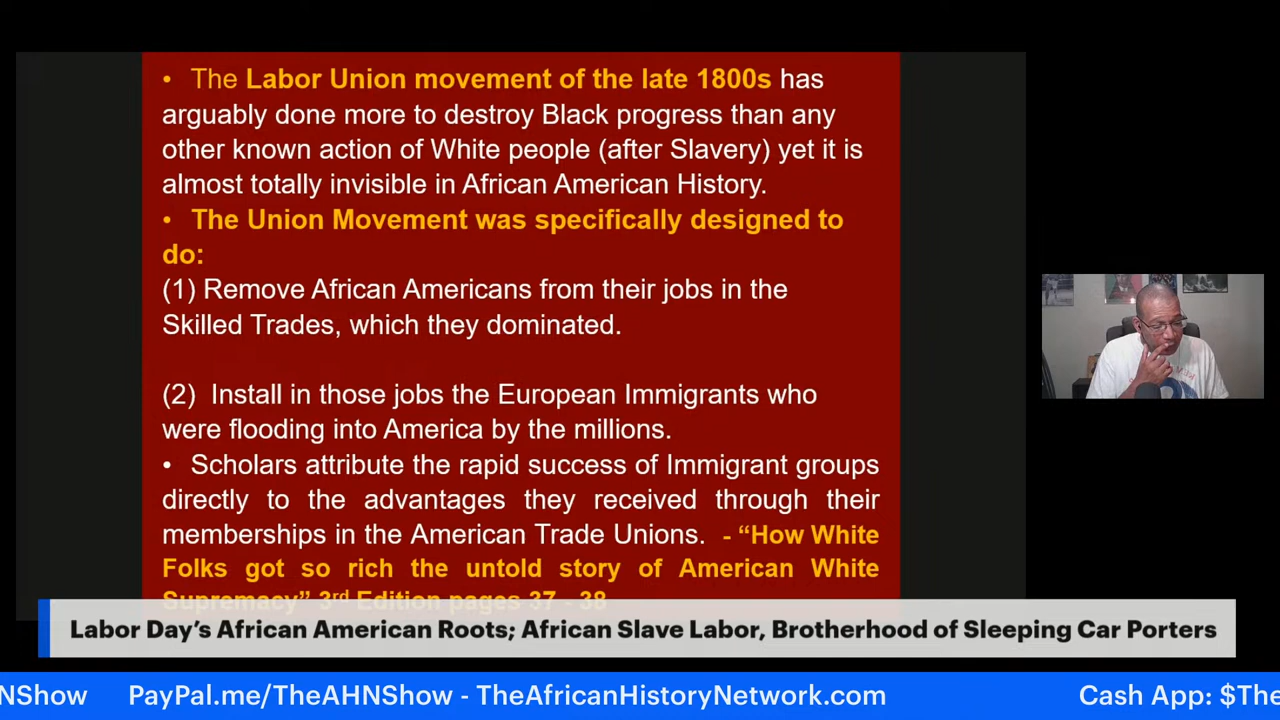 • The Labor Union movement of the late 1800s has
arguably done more to destroy Black progress than any
other known action of White people (after Slavery) yet it is
almost totally invisible in African American History.
• The Union Movement was specifically designed to
do:
(1) Remove African Americans from their jobs in the
Skilled Trades, which they dominated.
(2) Install in those jobs the European Immigrants who
were flooding into America by the millions.
• Scholars attribute the rapid success of Immigrant groups
directly to the advantages they received through their
memberships in the American Trade Unions. - “How White
Folks got so rich the untold story of American White
Supremacy” 3rd Edition pages 37 - 38
Labor Day’s African American Roots; African Slave Labor, Brotherhood of Sleeping Car Porters
NShow PayPal.me/TheAHNShow - TheAfricanHistoryNetwork.com Cash App: $The